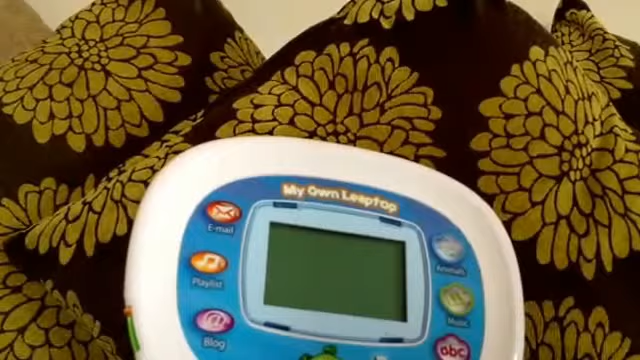 My Own Leaptop
E-mail
Playlist
Blog
Animals
Music
abc